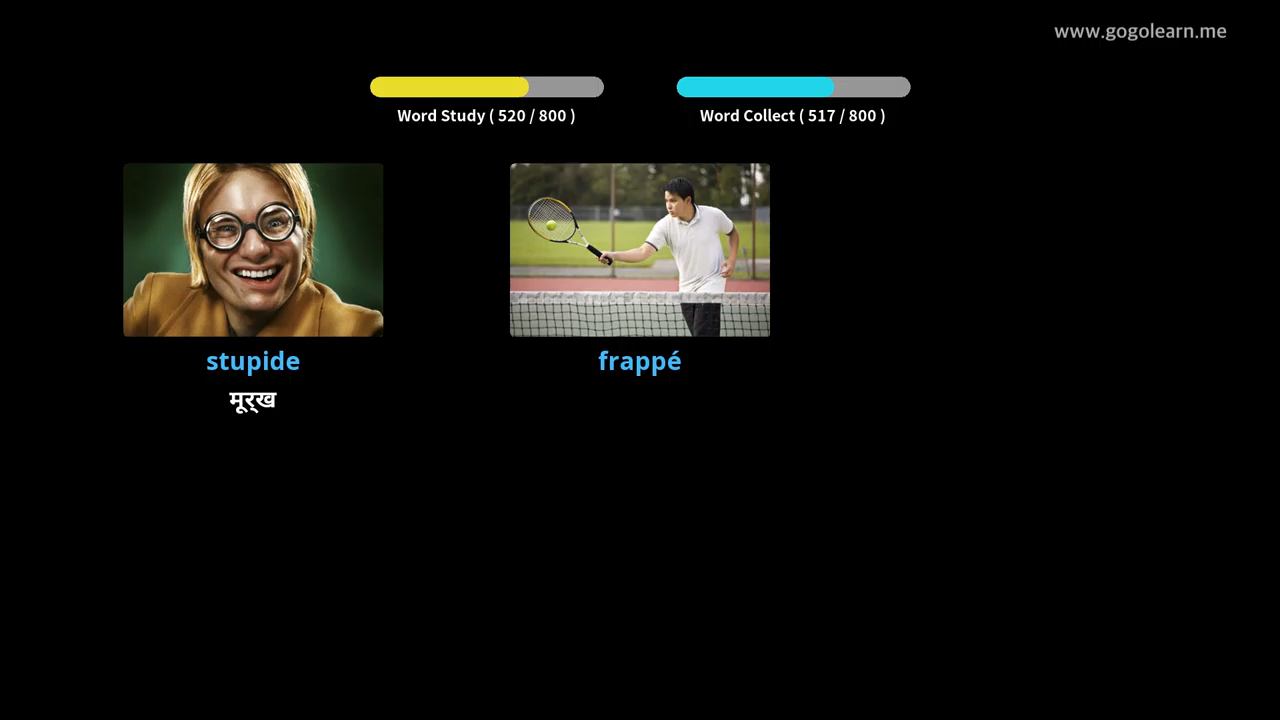 www.gogolearn.me
Word Study ( 520 / 800 )
Word Collect ( 517 / 800 )
stupide
frappé
मूर्ख